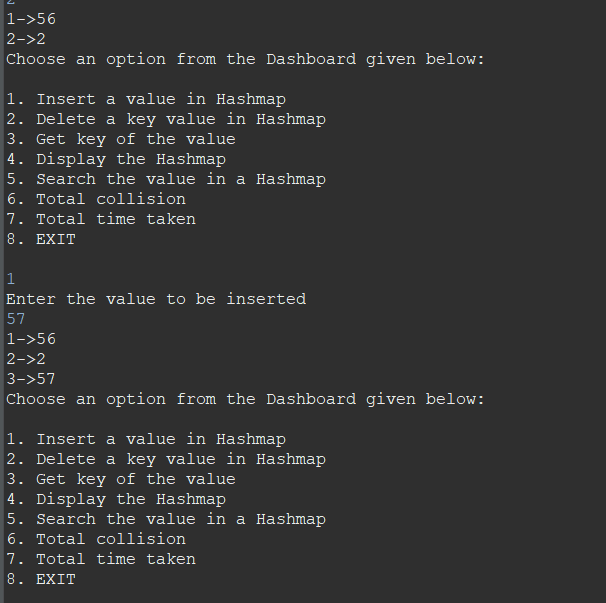 2
1->56
2->2
Choose an option from the Dashboard given below:
1. Insert a value in Hashmap
2. Delete a key value in Hashmap
3. Get key of the value
4. Display the Hashmap
5. Search the value in a Hashmap
6. Total collision
7. Total time taken
8. EXIT
1
Enter the value to be inserted
57
1->56
2->2
3->57
Choose an option from the Dashboard given below:
1. Insert a value in Hashmap
2. Delete a key value in Hashmap
3. Get key of the value
4. Display the Hashmap
5. Search the value in a Hashmap
6. Total collision
7. Total time taken
8. EXIT